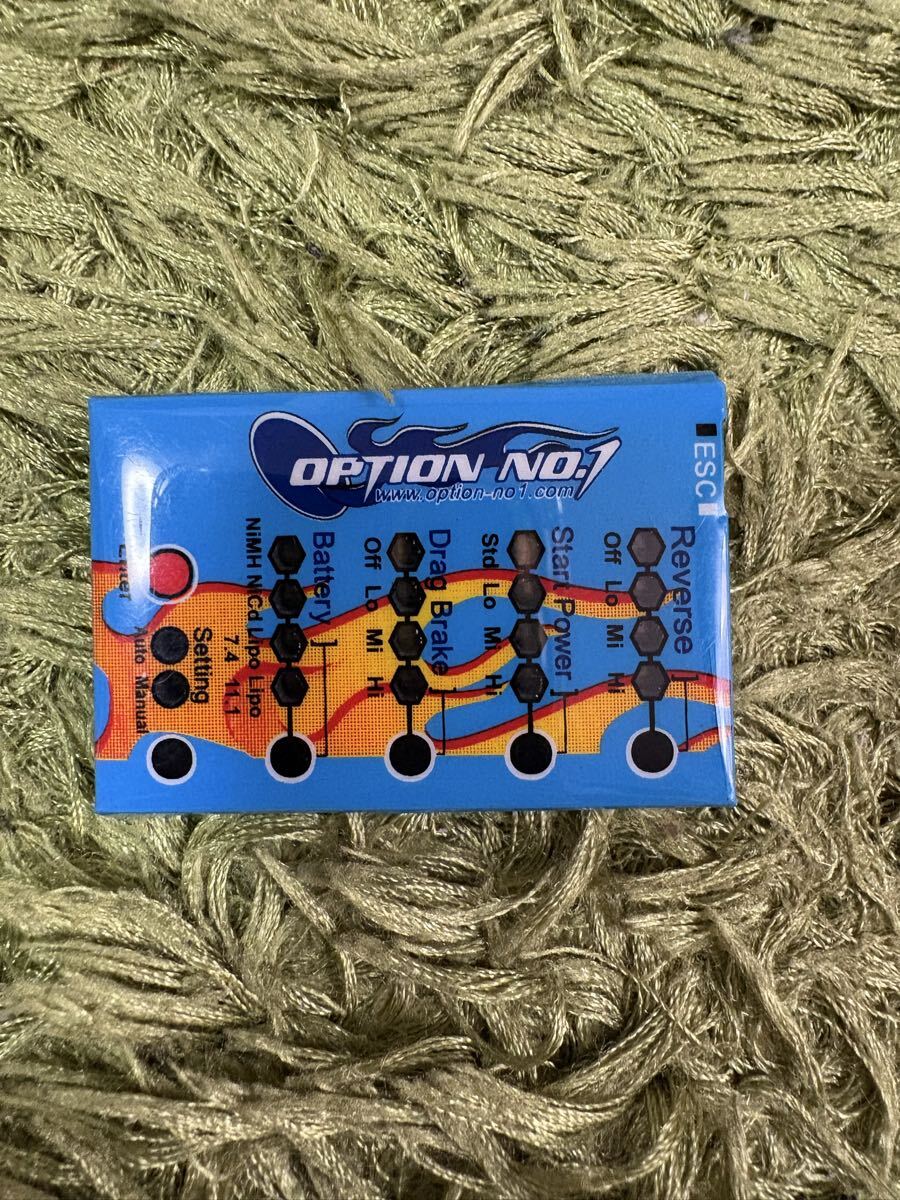 OPTION NO.1
www.option-no1.com
ESC
Reverse
Off Lo Mi Hi
Start Power
Std Lo Mi Hi
Drag Brake
Off Lo Mi Hi
Battery
NiMH NiCd Lipo Lipo
7.4 11.1
Setting
Auto Manual
Enter